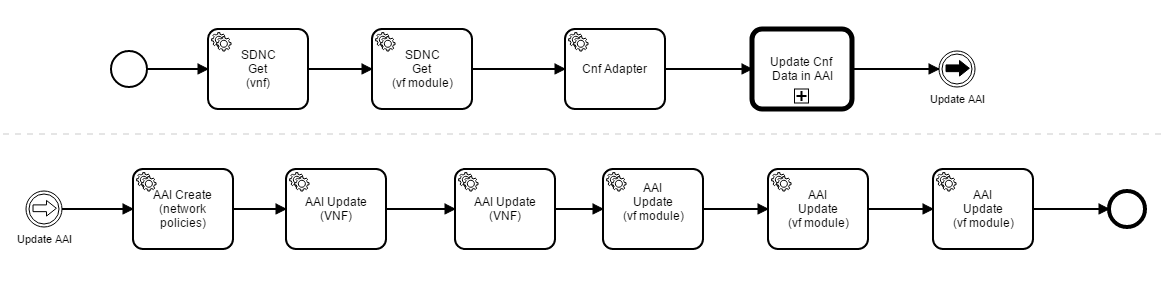 SDNC
Get
(vnf)
SDNC
Get
(vf module)
Cnf Adapter
Update Cnf
Data in AAI
Update AAI
Update AAI
AAI Create
(network
policies)
AAI Update
(VNF)
AAI Update
(VNF)
AAI
Update
(vf module)
AAI
Update
(vf module)
AAI
Update
(vf module)